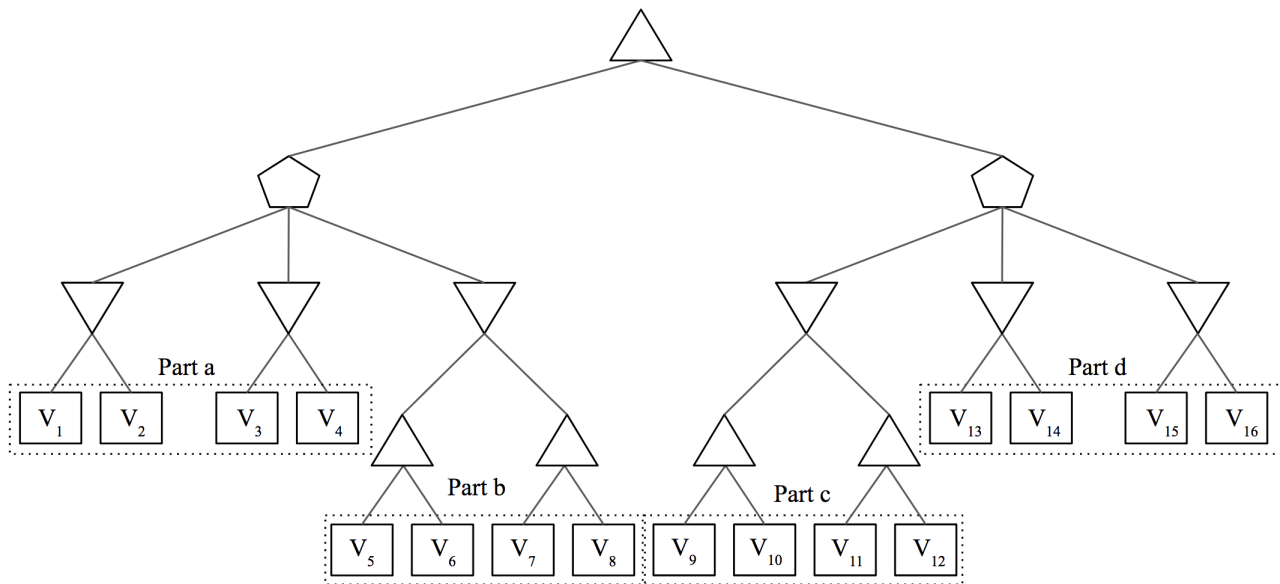 Part a
Part d
V1 V2 V3 V4
V13 V14 V15 V16
Part b
Part c
V5 V6 V7 V8 V9 V10 V11 V12